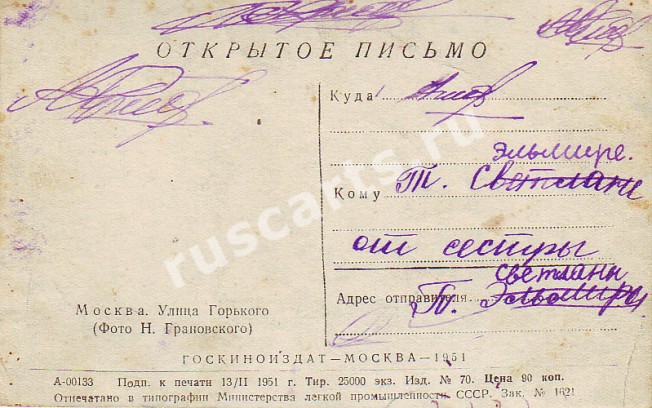 ОТКРЫТОЕ ПИСЬМО
Куда
Эльмире.
Кому Т. Светлане
от сестры
Светланы
Адрес отправителя Т. Эльмиры
Москва. Улица Горького
(Фото Н. Грановского)
ГОСКИНОИЗДАТ—МОСКВА—1951
А-00133 Подп. к печати 13/II 1951 г. Тир. 25000 экз. Изд. № 70. Цена 90 коп.
Отпечатано в типографии Министерства легкой промышленности СССР. Зак. № 1621
ruscarts.ru